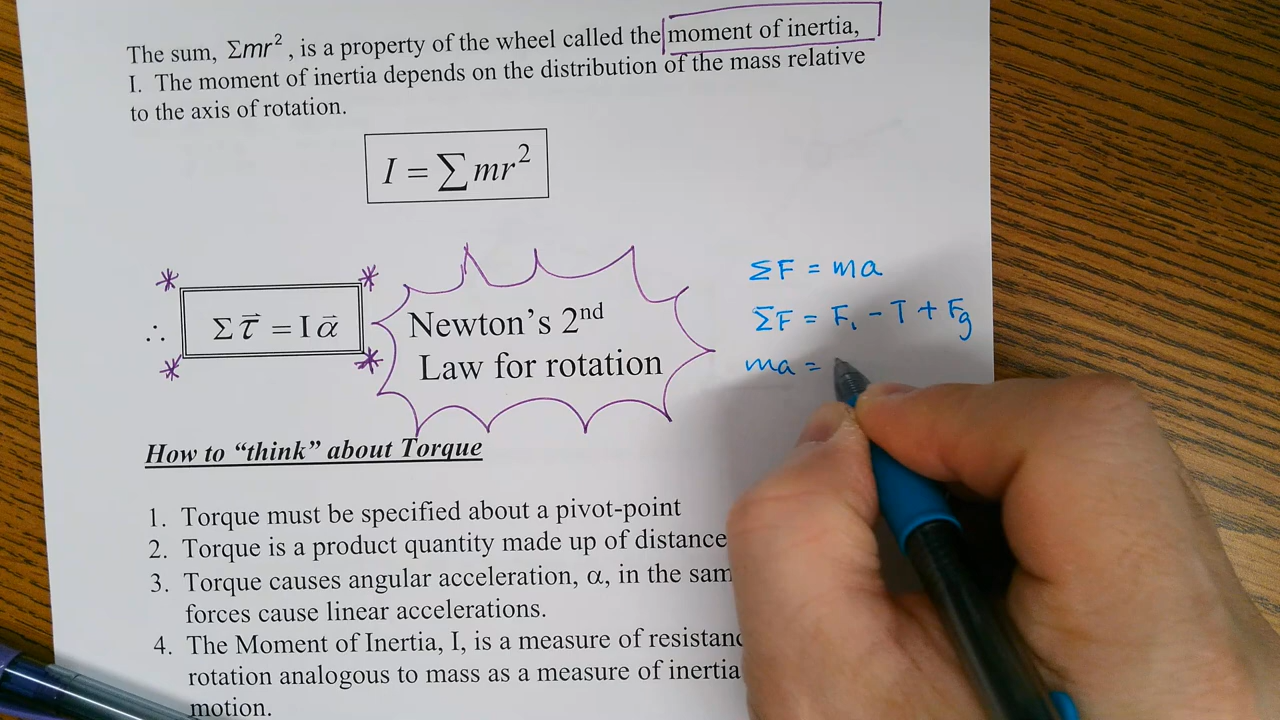 The sum, Σmr², is a property of the wheel called the moment of inertia,
I. The moment of inertia depends on the distribution of the mass relative
to the axis of rotation.
I = ∑ mr²
ΣF = ma
* *
∴ Στ⃗ = Iα⃗
* *
Newton's 2nd
Law for rotation
ΣF = F₁ - T + Fg
ma =
How to “think” about Torque
1. Torque must be specified about a pivot-point
2. Torque is a product quantity made up of distance
3. Torque causes angular acceleration, α, in the
forces cause linear accelerations.
4. The Moment of Inertia, I, is a measure of
rotation analogous to mass as a measure of inertia
motion.